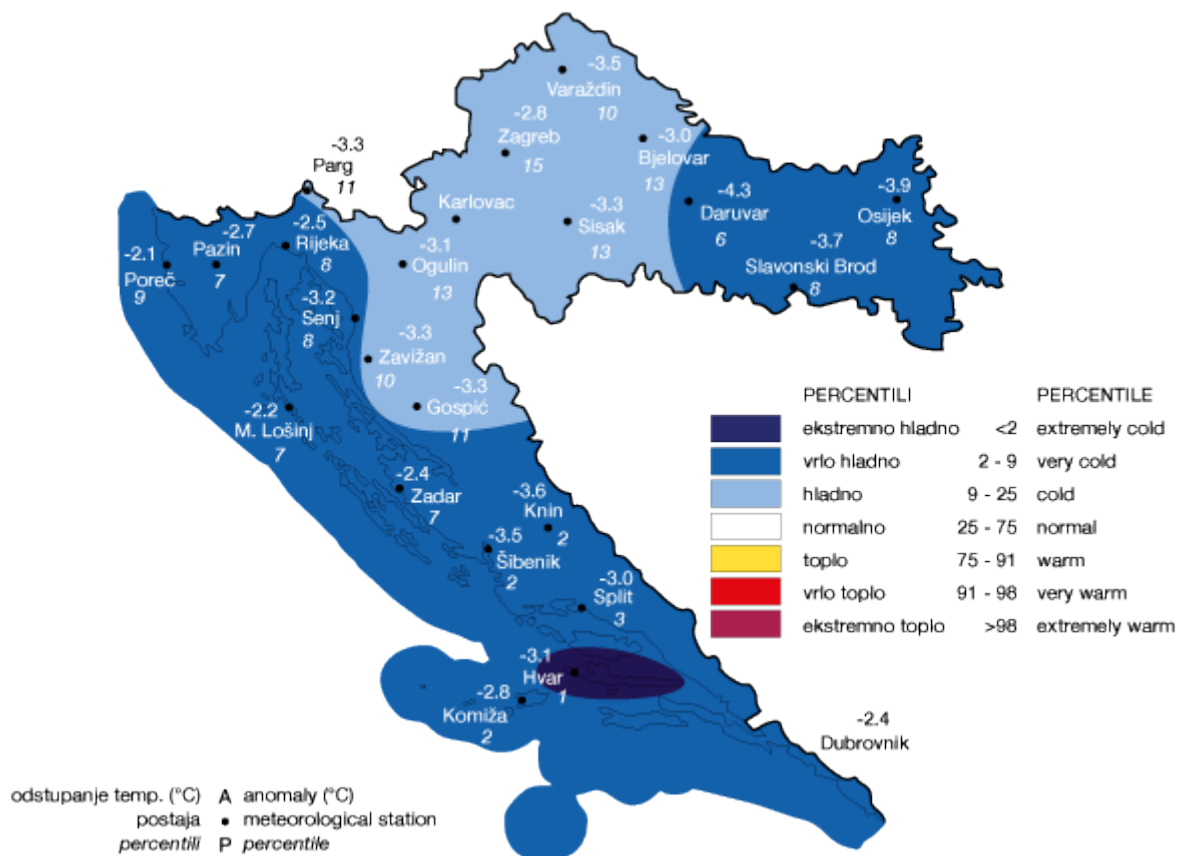 -3.5
Varaždin
10
-2.8
Zagreb
15
-3.0
Bjelovar
13
-3.3
Parg
11
Karlovac
-3.3
Sisak
13
-4.3
Daruvar
6
-3.9
Osijek
8
-3.7
Slavonski Brod
8
-2.1
Poreč
9
-2.7
Pazin
7
-2.5
Rijeka
8
-3.1
Ogulin
13
-3.2
Senj
8
-3.3
Zavižan
10
-3.3
Gospić
11
-2.2
M. Lošinj
7
-2.4
Zadar
7
-3.6
Knin
2
-3.5
Šibenik
2
-3.0
Split
3
-3.1
Hvar
1
-2.8
Komiža
2
-2.4
Dubrovnik
PERCENTILI PERCENTILE
ekstremno hladno <2 extremely cold
vrlo hladno 2 - 9 very cold
hladno 9 - 25 cold
normalno 25 - 75 normal
toplo 75 - 91 warm
vrlo toplo 91 - 98 very warm
ekstremno toplo >98 extremely warm
odstupanje temp. (°C) A anomaly (°C)
postaja • meteorological station
percentili P percentile